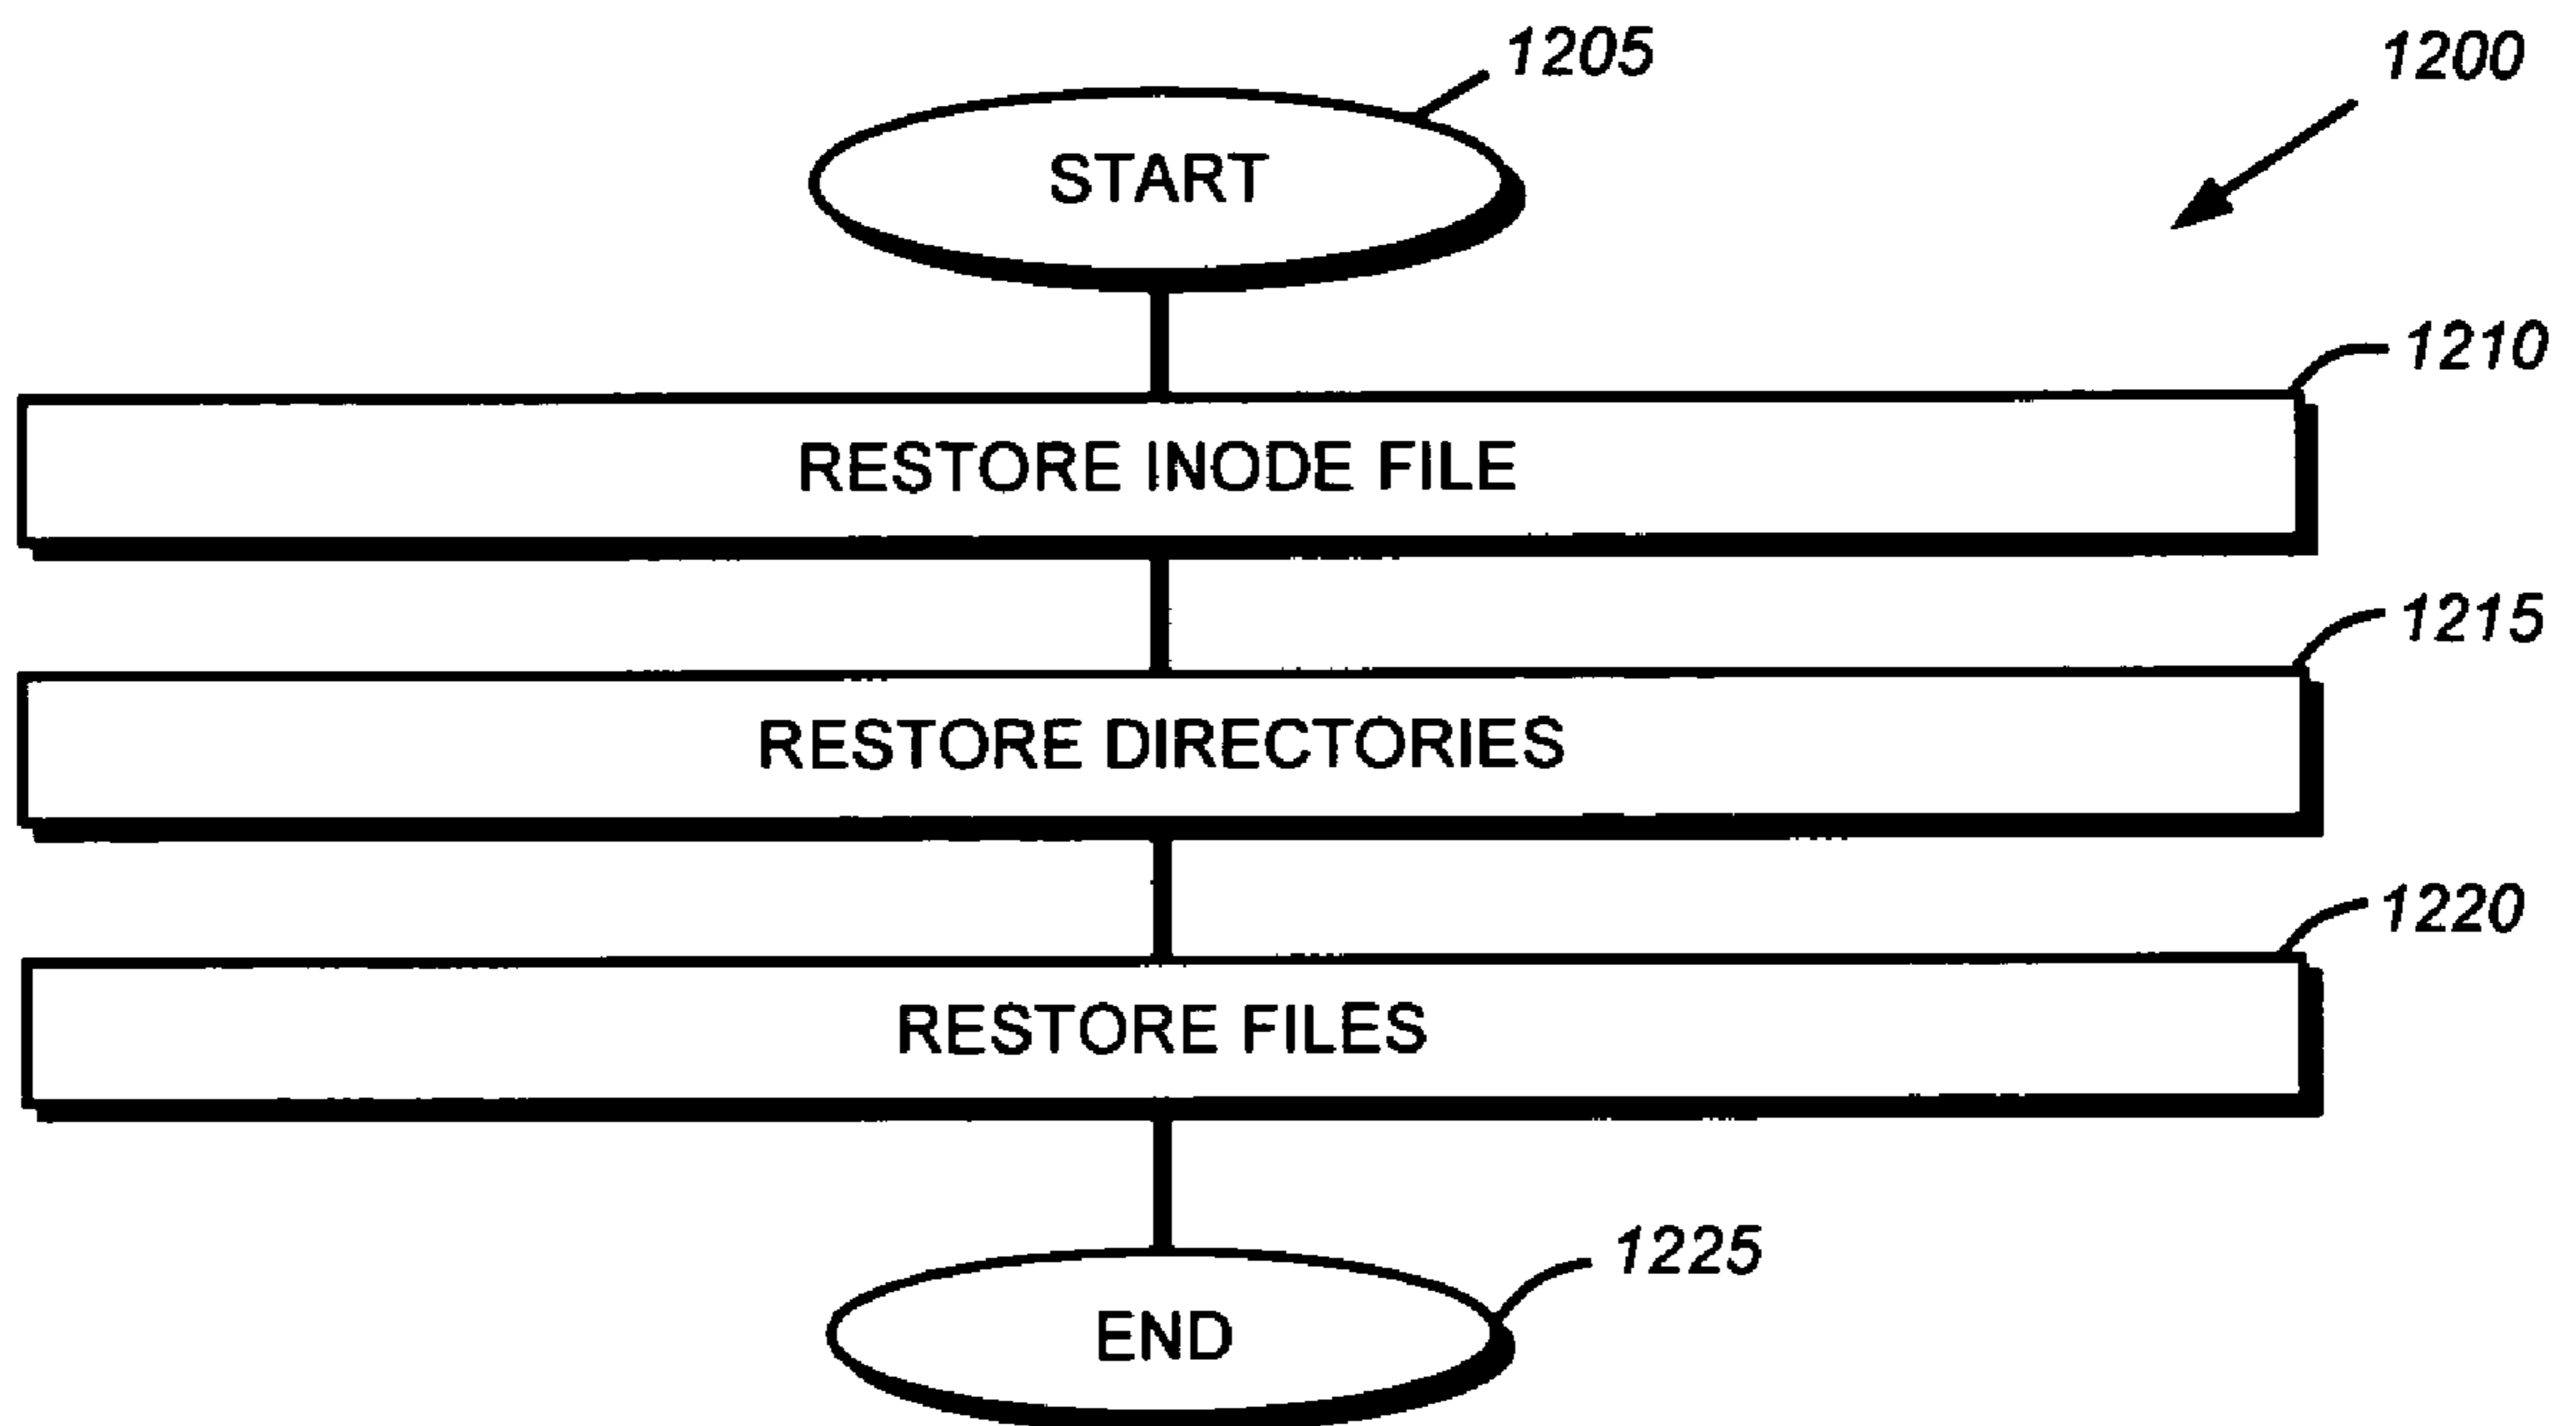 1205
1200
START
1210
RESTORE INODE FILE
1215
RESTORE DIRECTORIES
1220
RESTORE FILES
1225
END